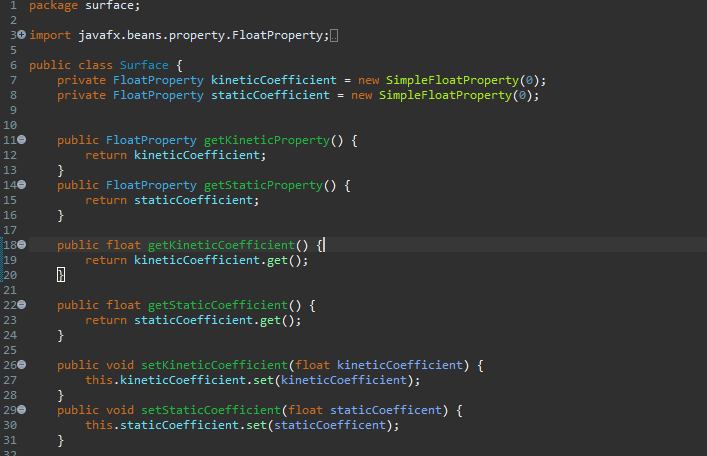 1 package surface;
2
3 import javafx.beans.property.FloatProperty;
5
6 public class Surface {
7 private FloatProperty kineticCoefficient = new SimpleFloatProperty(0);
8 private FloatProperty staticCoefficient = new SimpleFloatProperty(0);
9
10
11 public FloatProperty getKineticProperty() {
12 return kineticCoefficient;
13 }
14 public FloatProperty getStaticProperty() {
15 return staticCoefficient;
16 }
17
18 public float getKineticCoefficient() {
19 return kineticCoefficient.get();
20 }
21
22 public float getStaticCoefficient() {
23 return staticCoefficient.get();
24 }
25
26 public void setKineticCoefficient(float kineticCoefficient) {
27 this.kineticCoefficient.set(kineticCoefficient);
28 }
29 public void setStaticCoefficient(float staticCoefficent) {
30 this.staticCoefficient.set(staticCoefficent);
31 }
32